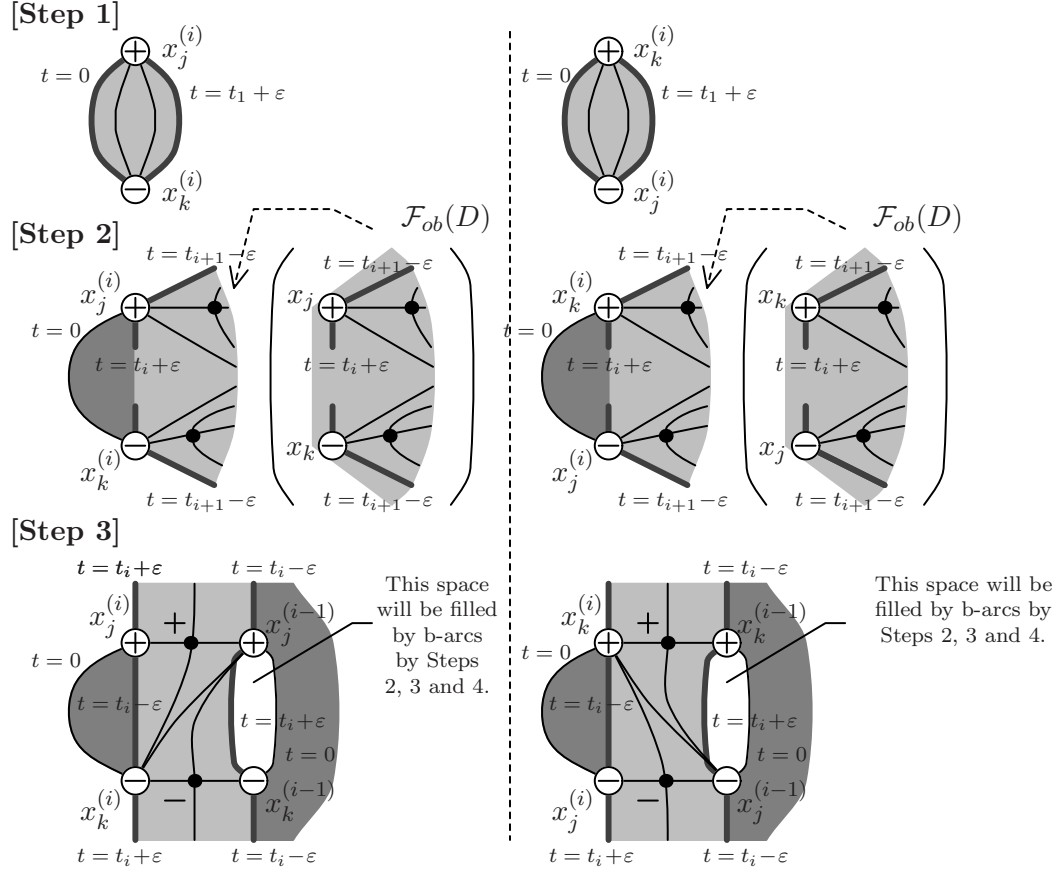 [Step 1]
x_j^{(i)}
t = 0
t = t_1 + ε
x_k^{(i)}
x_k^{(i)}
t = 0
t = t_1 + ε
x_j^{(i)}
[Step 2]
F_{ob}(D)
t = t_{i+1} − ε
x_j^{(i)}
t = 0
t = t_i + ε
x_k^{(i)}
t = t_{i+1} − ε
t = t_{i+1} − ε
x_j
t = t_i + ε
x_k
t = t_{i+1} − ε
F_{ob}(D)
t = t_{i+1} − ε
x_k^{(i)}
t = 0
t = t_i + ε
x_j^{(i)}
t = t_{i+1} − ε
t = t_{i+1} − ε
x_k
t = t_i + ε
x_j
t = t_{i+1} − ε
[Step 3]
t = t_i + ε
t = t_i − ε
x_j^{(i)}
+
x_j^{(i−1)}
t = 0
t = t_i − ε
t = t_i + ε
t = 0
x_k^{(i)}
−
x_k^{(i−1)}
t = t_i + ε
t = t_i − ε
This space
will be filled
by b-arcs
by Steps
2, 3 and 4.
t = t_i + ε
t = t_i − ε
x_k^{(i)}
+
x_k^{(i−1)}
t = 0
t = t_i − ε
t = t_i + ε
t = 0
x_j^{(i)}
−
x_j^{(i−1)}
t = t_i + ε
t = t_i − ε
This space will be
filled by b-arcs by
Steps 2, 3 and 4.